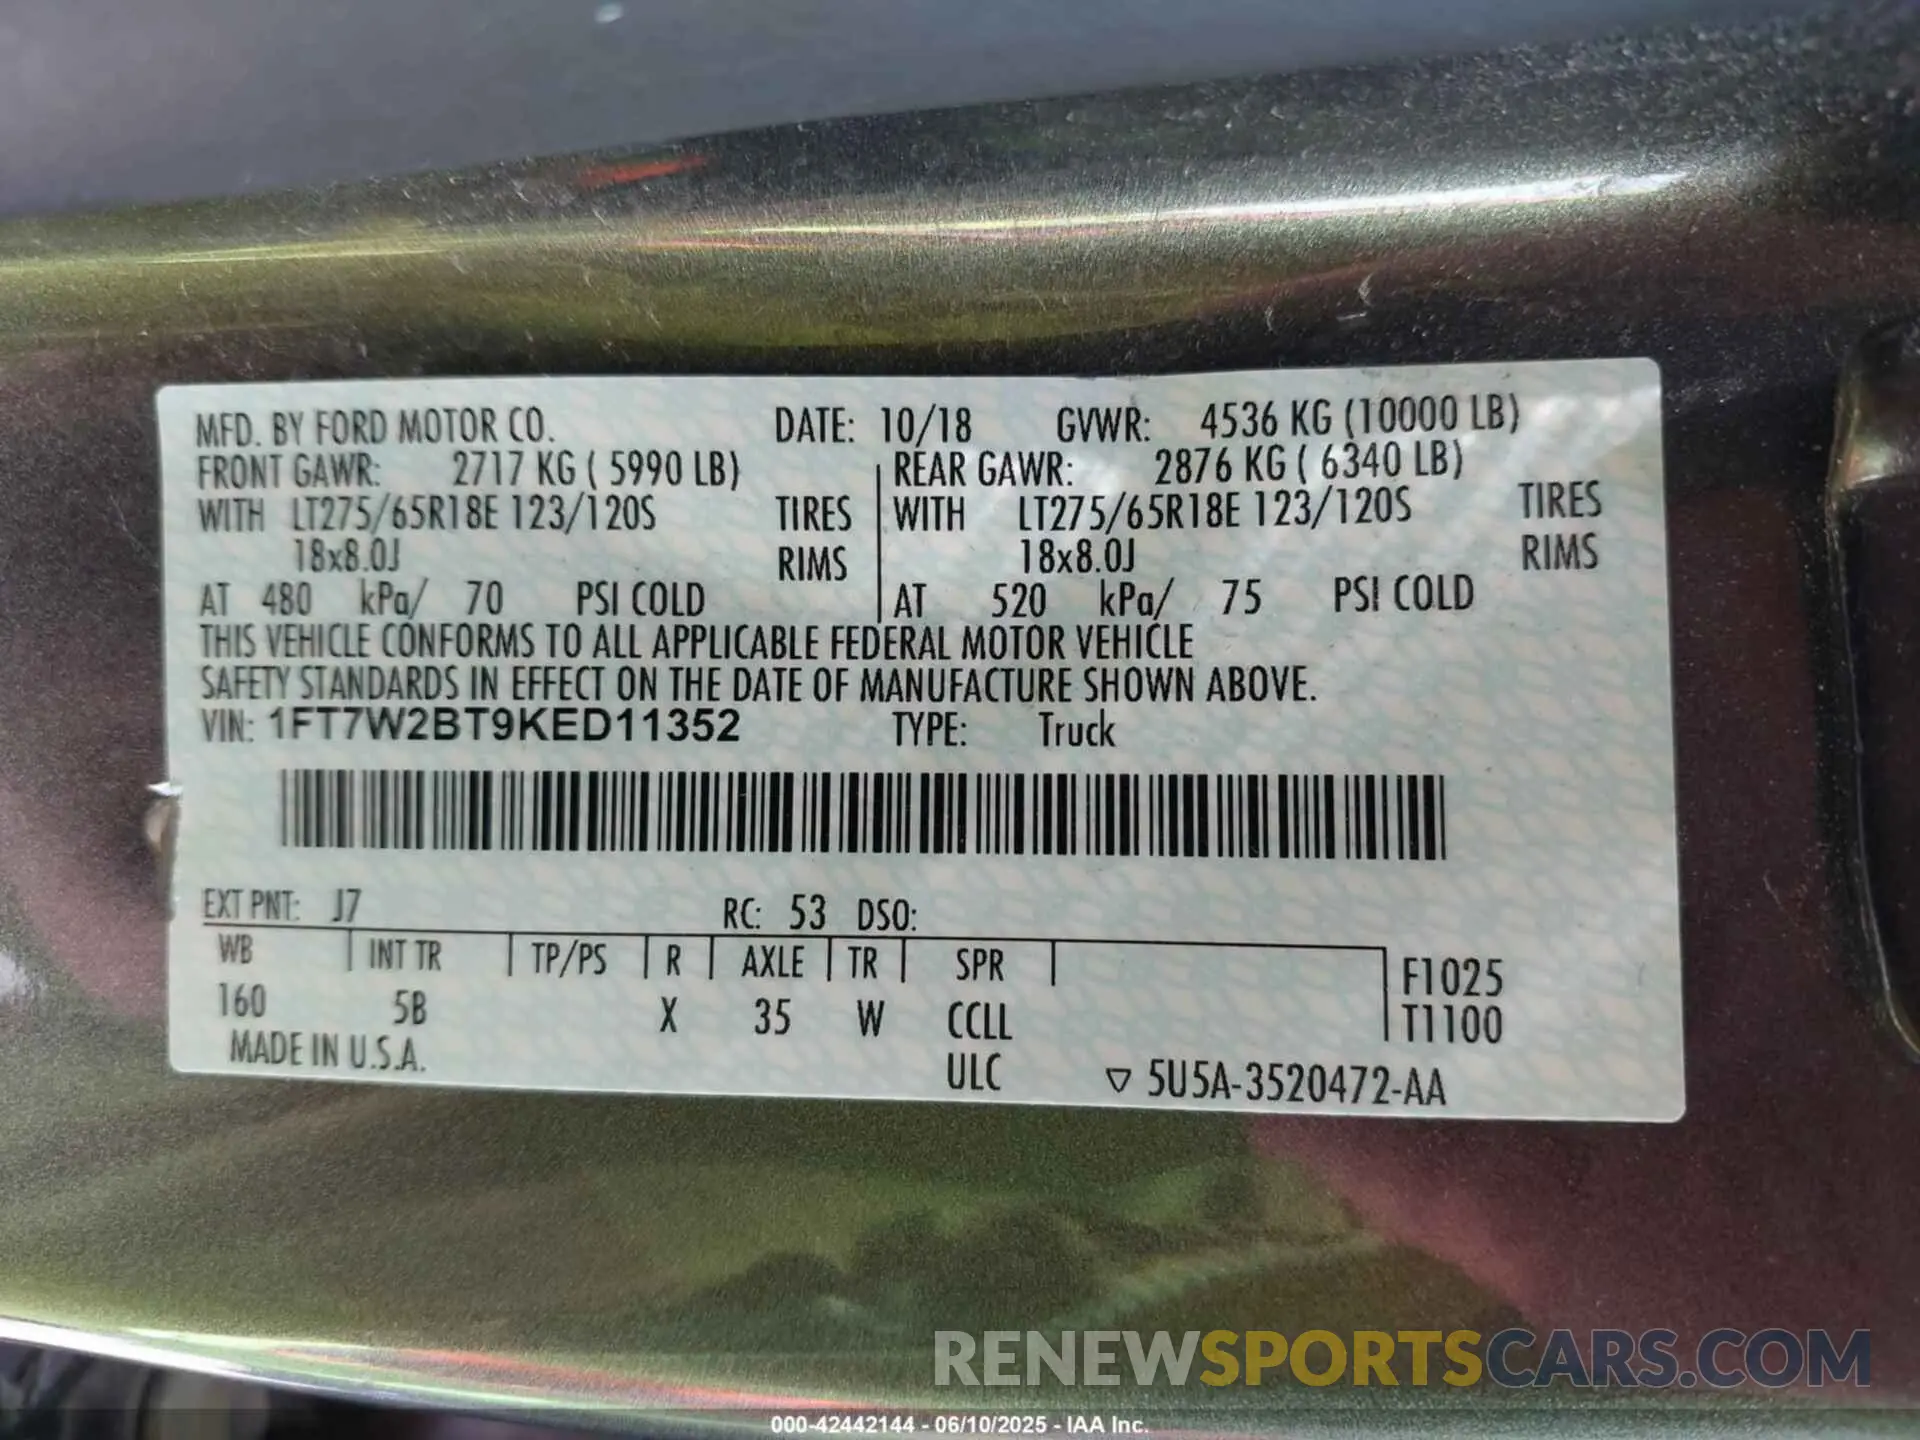 MFD. BY FORD MOTOR CO. DATE: 10/18 GVWR: 4536 KG (10000 LB)
FRONT GAWR: 2717 KG ( 5990 LB) REAR GAWR: 2876 KG ( 6340 LB)
WITH LT275/65R18E 123/120S TIRES WITH LT275/65R18E 123/120S TIRES
18x8.0J RIMS 18x8.0J RIMS
AT 480 kPa/ 70 PSI COLD AT 520 kPa/ 75 PSI COLD
THIS VEHICLE CONFORMS TO ALL APPLICABLE FEDERAL MOTOR VEHICLE
SAFETY STANDARDS IN EFFECT ON THE DATE OF MANUFACTURE SHOWN ABOVE.
VIN: 1FT7W2BT9KED11352 TYPE: Truck
EXT PNT: J7 RC: 53 DSO:
WB INT TR TP/PS R AXLE TR SPR F1025
160 5B X 35 W CCLL T1100
MADE IN U.S.A. ULC ▽ 5U5A-3520472-AA
RENEWSPORTSCARS.COM
000-42442144 - 06/10/2025 - IAA Inc.